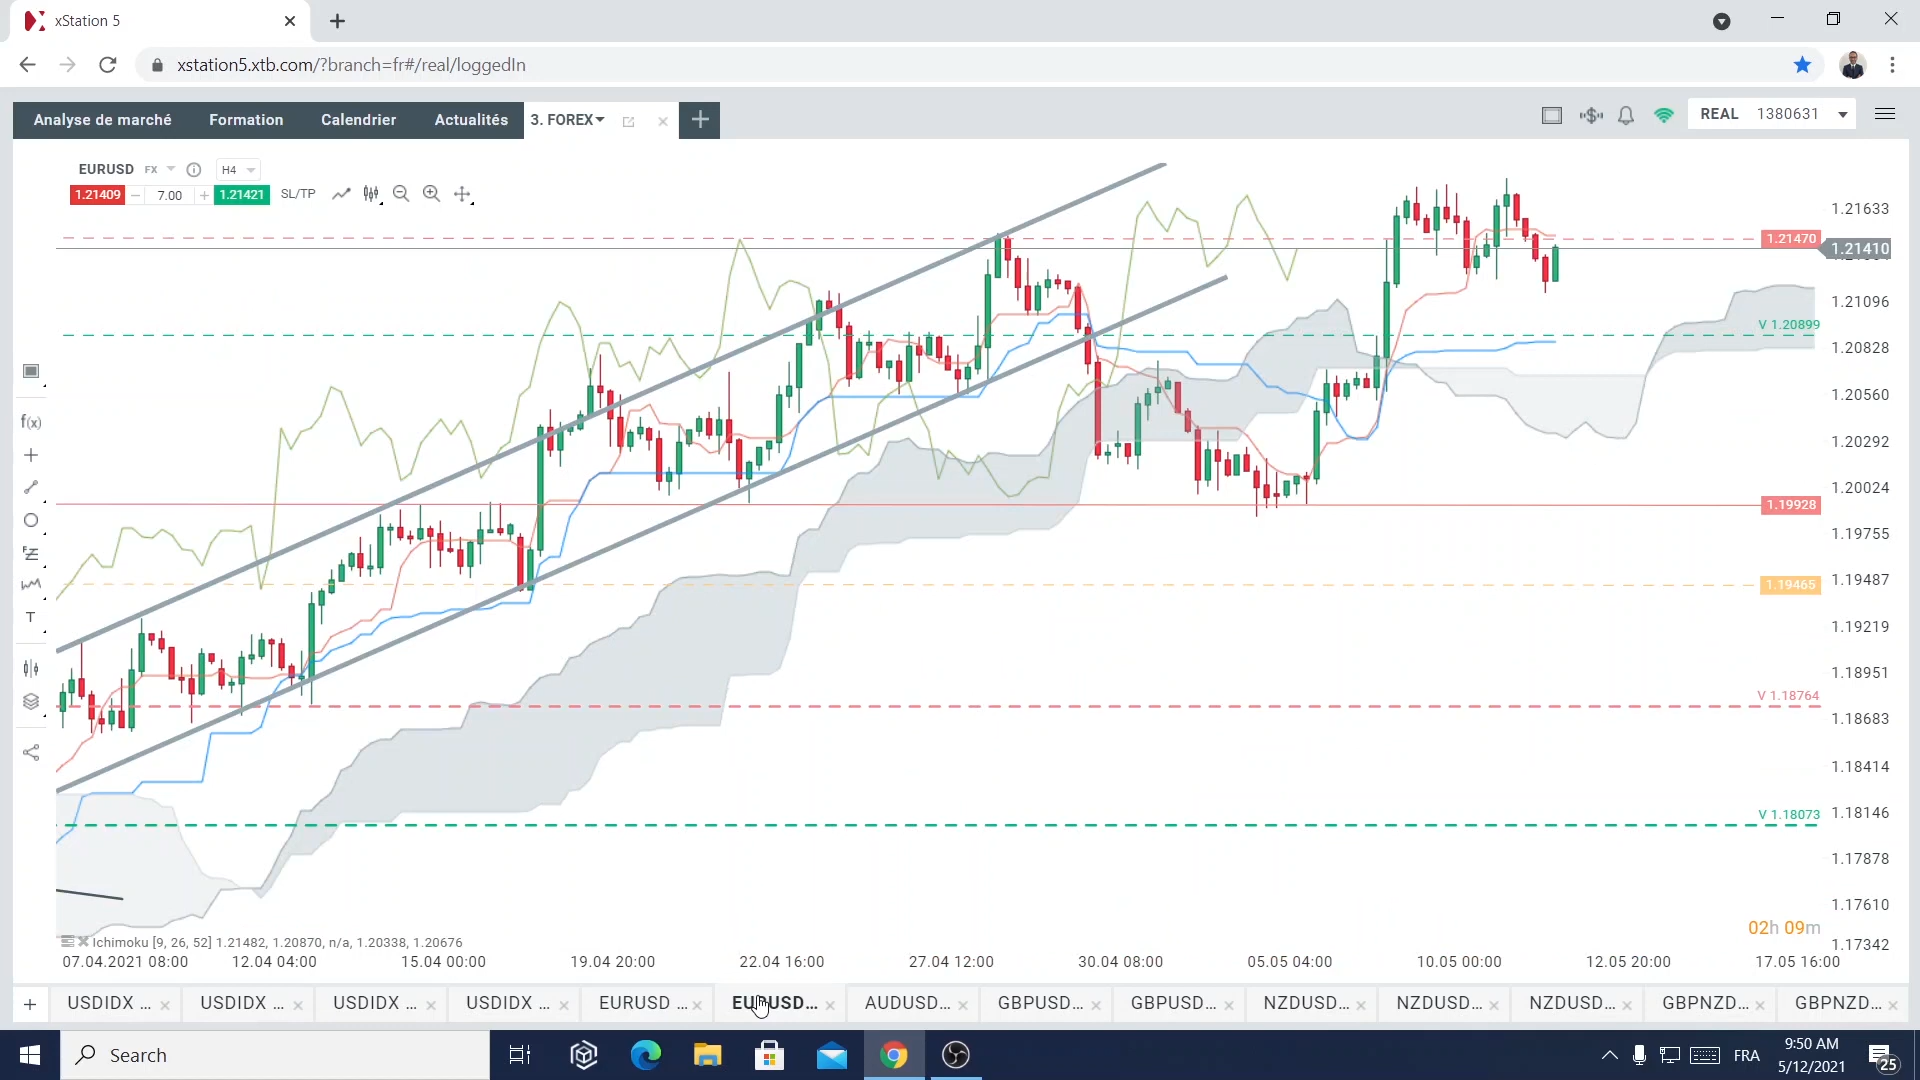 xStation 5
xstation5.xtb.com/?branch=fr#/real/loggedIn
Analyse de marché Formation Calendrier Actualités 3. FOREX REAL 1380631
EURUSD FX H4
1.21409 7.00 1.21421 SL/TP
1.21633
1.21470
1.21410
1.21096
V 1.20899
1.20828
1.20560
1.20292
1.20024
1.19928
1.19755
1.19487
1.19465
1.19219
1.18951
V 1.18764
1.18683
1.18414
V 1.18073
1.18146
1.17878
1.17610
02h 09m
1.17342
f(x)
T
Ichimoku [9, 26, 52] 1.21482, 1.20870, n/a, 1.20338, 1.20676
07.04.2021 08:00 12.04 04:00 15.04 00:00 19.04 20:00 22.04 16:00 27.04 12:00 30.04 08:00 05.05 04:00 10.05 00:00 12.05 20:00 17.05 16:00
USDIDX ... USDIDX ... USDIDX ... USDIDX ... EURUSD ... EURUSD... AUDUSD... GBPUSD... GBPUSD... NZDUSD... NZDUSD... NZDUSD... GBPNZD... GBPNZD...
Search
FRA
9:50 AM
5/12/2021
25